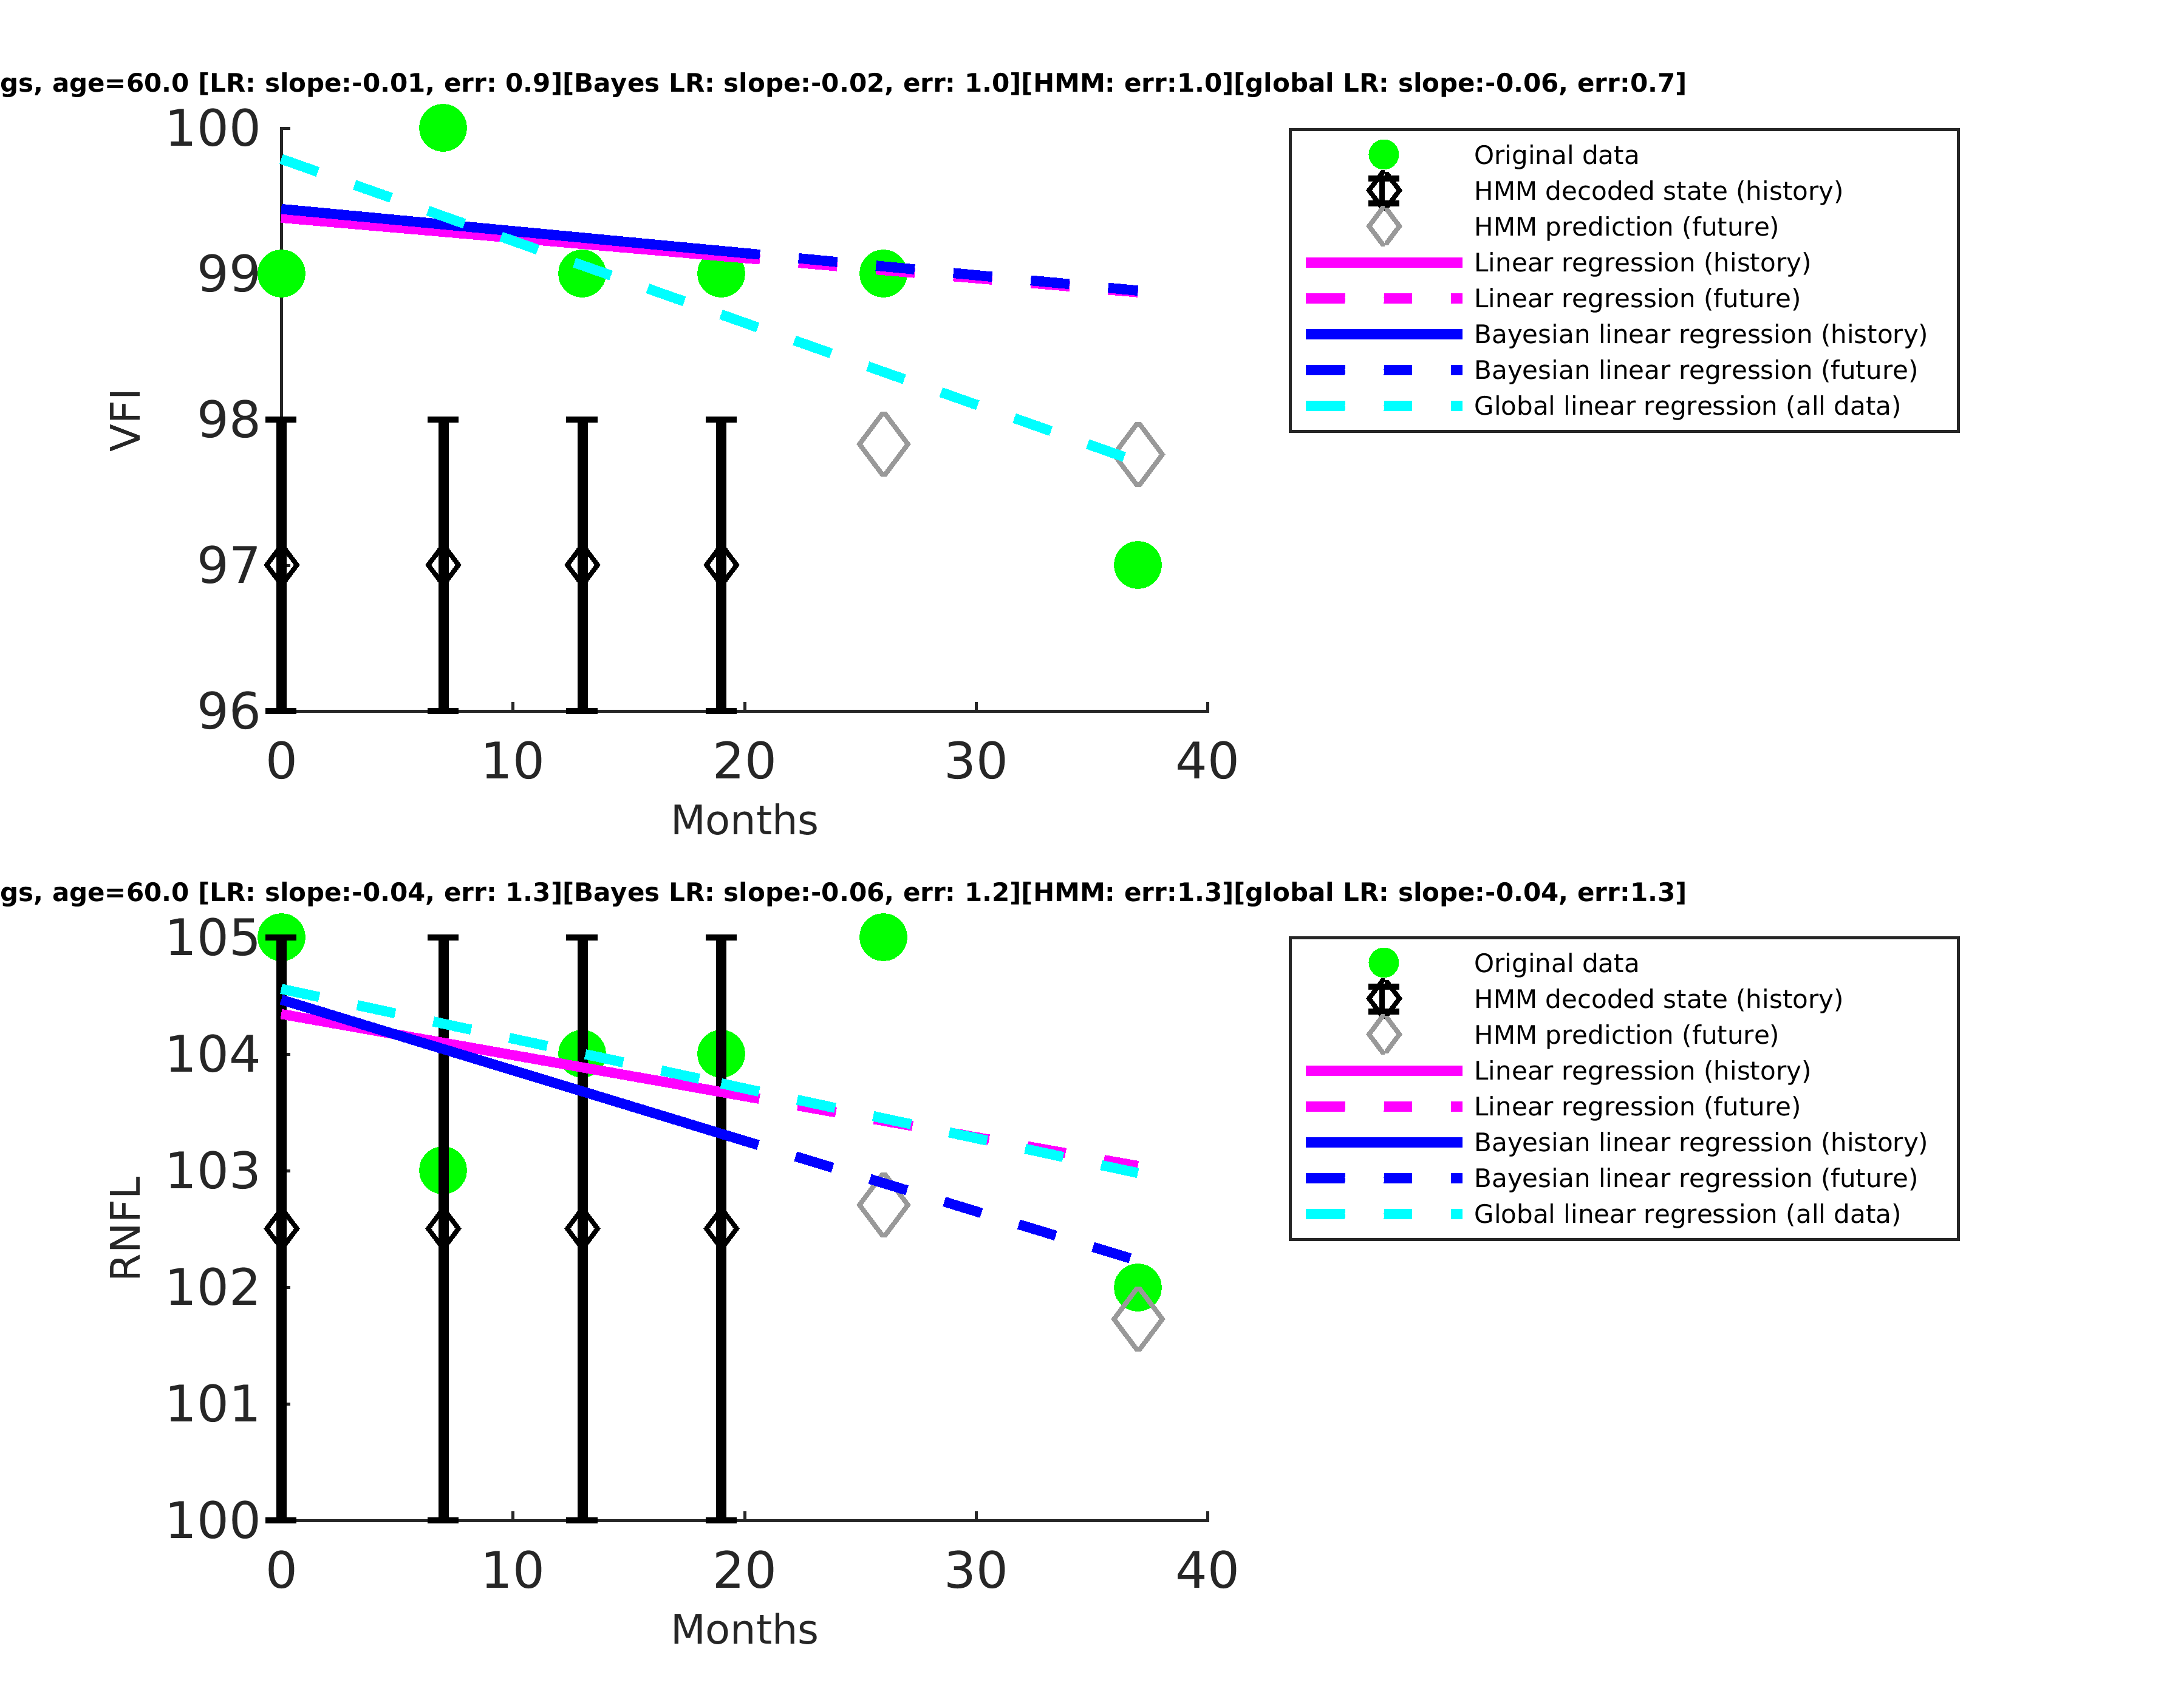 gs, age=60.0 [LR: slope:-0.01, err: 0.9][Bayes LR: slope:-0.02, err: 1.0][HMM: err:1.0][global LR: slope:-0.06, err:0.7]
100
99
98
97
96
VFI
0 10 20 30 40
Months
Original data
HMM decoded state (history)
HMM prediction (future)
Linear regression (history)
Linear regression (future)
Bayesian linear regression (history)
Bayesian linear regression (future)
Global linear regression (all data)
gs, age=60.0 [LR: slope:-0.04, err: 1.3][Bayes LR: slope:-0.06, err: 1.2][HMM: err:1.3][global LR: slope:-0.04, err:1.3]
105
104
103
102
101
100
RNFL
0 10 20 30 40
Months
Original data
HMM decoded state (history)
HMM prediction (future)
Linear regression (history)
Linear regression (future)
Bayesian linear regression (history)
Bayesian linear regression (future)
Global linear regression (all data)